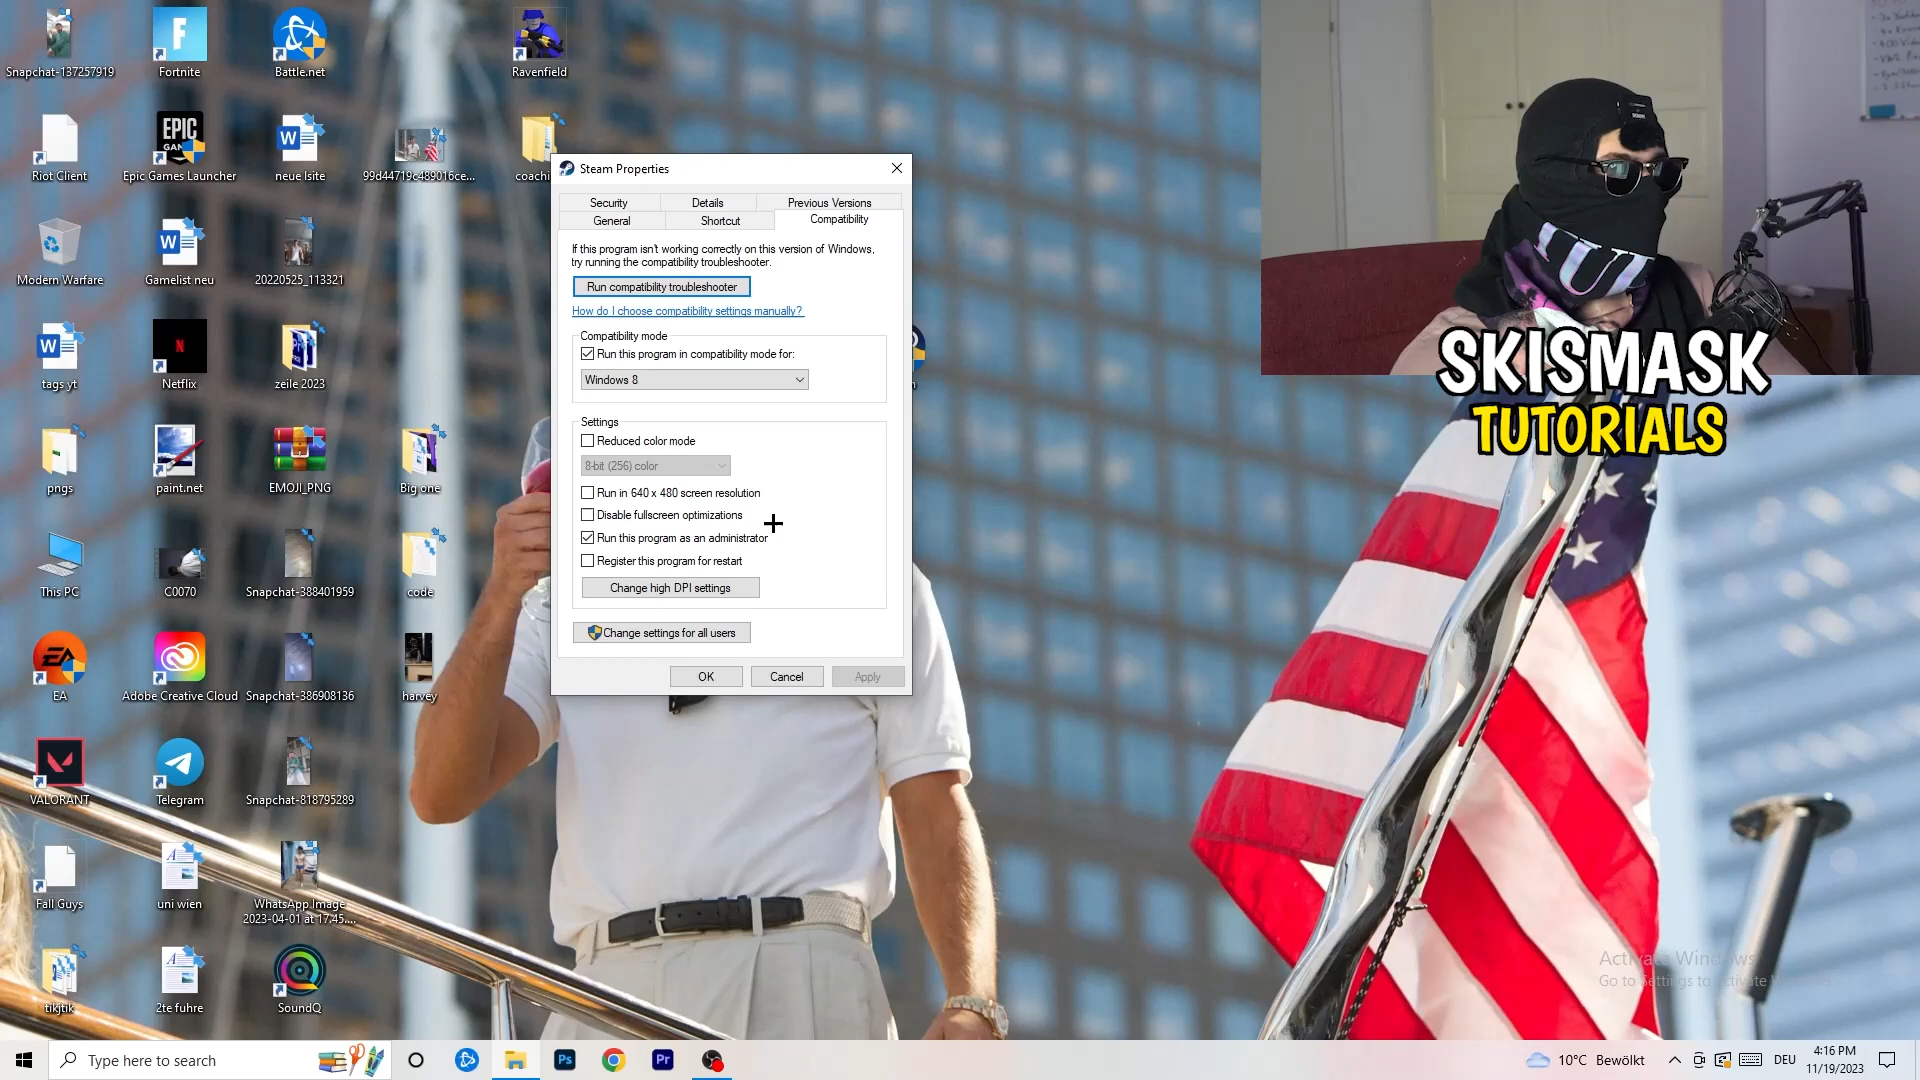 Snapchat-137257919
Fortnite
Battle.net
Ravenfield
Riot Client
EPIC
Epic Games Launcher
neue lsite
99d44719c489016ce...
Modern Warfare
Gamelist neu
20220525_113321
tags yt
N
Netflix
zeile 2023
pngs
paint.net
EMOJI_PNG
Big one
This PC
C0070
Snapchat-388401959
code
EA
EA
Adobe Creative Cloud
Snapchat-386908136
harvey
VALORANT
Telegram
Snapchat-818795289
Fall Guys
uni wien
WhatsApp Image
2023-04-01 at 17.45....
tikjtik
2te fuhre
SoundQ
Steam Properties
Security
Details
Previous Versions
General
Shortcut
Compatibility
If this program isn't working correctly on this version of Windows,
try running the compatibility troubleshooter.
Run compatibility troubleshooter
How do I choose compatibility settings manually?
Compatibility mode
Run this program in compatibility mode for:
Windows 8
Settings
Reduced color mode
8-bit (256) color
Run in 640 x 480 screen resolution
Disable fullscreen optimizations
Run this program as an administrator
Register this program for restart
Change high DPI settings
Change settings for all users
OK
Cancel
Apply
SKISMASK
TUTORIALS
Activate Windows
Go to Settings to activate
Type here to search
Ps
Pr
10°C Bewölkt
DEU
4:16 PM
11/19/2023